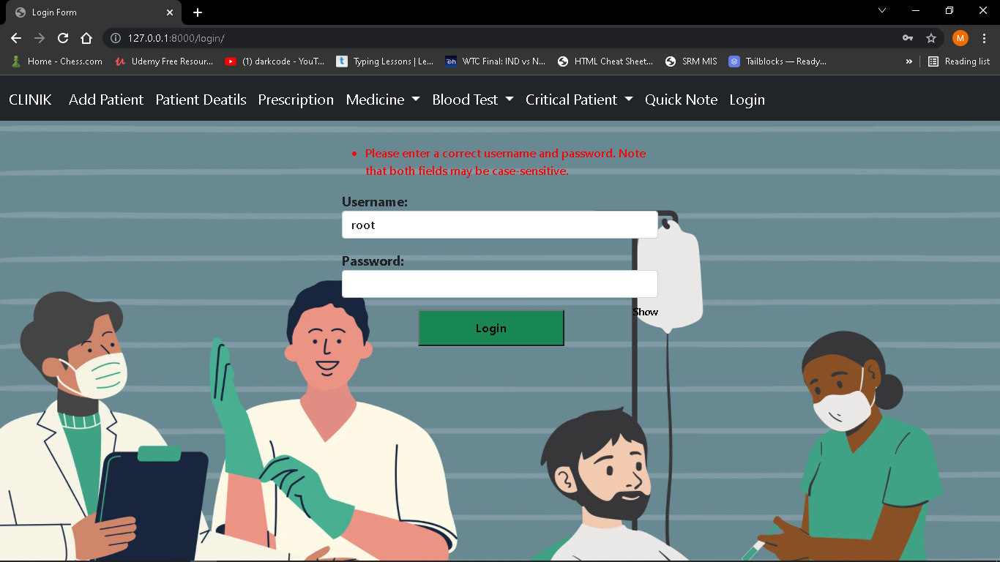 Login Form
127.0.0.1:8000/login/
M
Home - Chess.com
Udemy Free Resour...
(1) darkcode - YouT...
Typing Lessons | Le...
WTC Final: IND vs N...
HTML Cheat Sheet...
SRM MIS
Tailblocks — Ready...
»
Reading list
CLINIK Add Patient Patient Deatils Prescription Medicine Blood Test Critical Patient Quick Note Login
• Please enter a correct username and password. Note
that both fields may be case-sensitive.
Username:
root
Password:
Show
Login